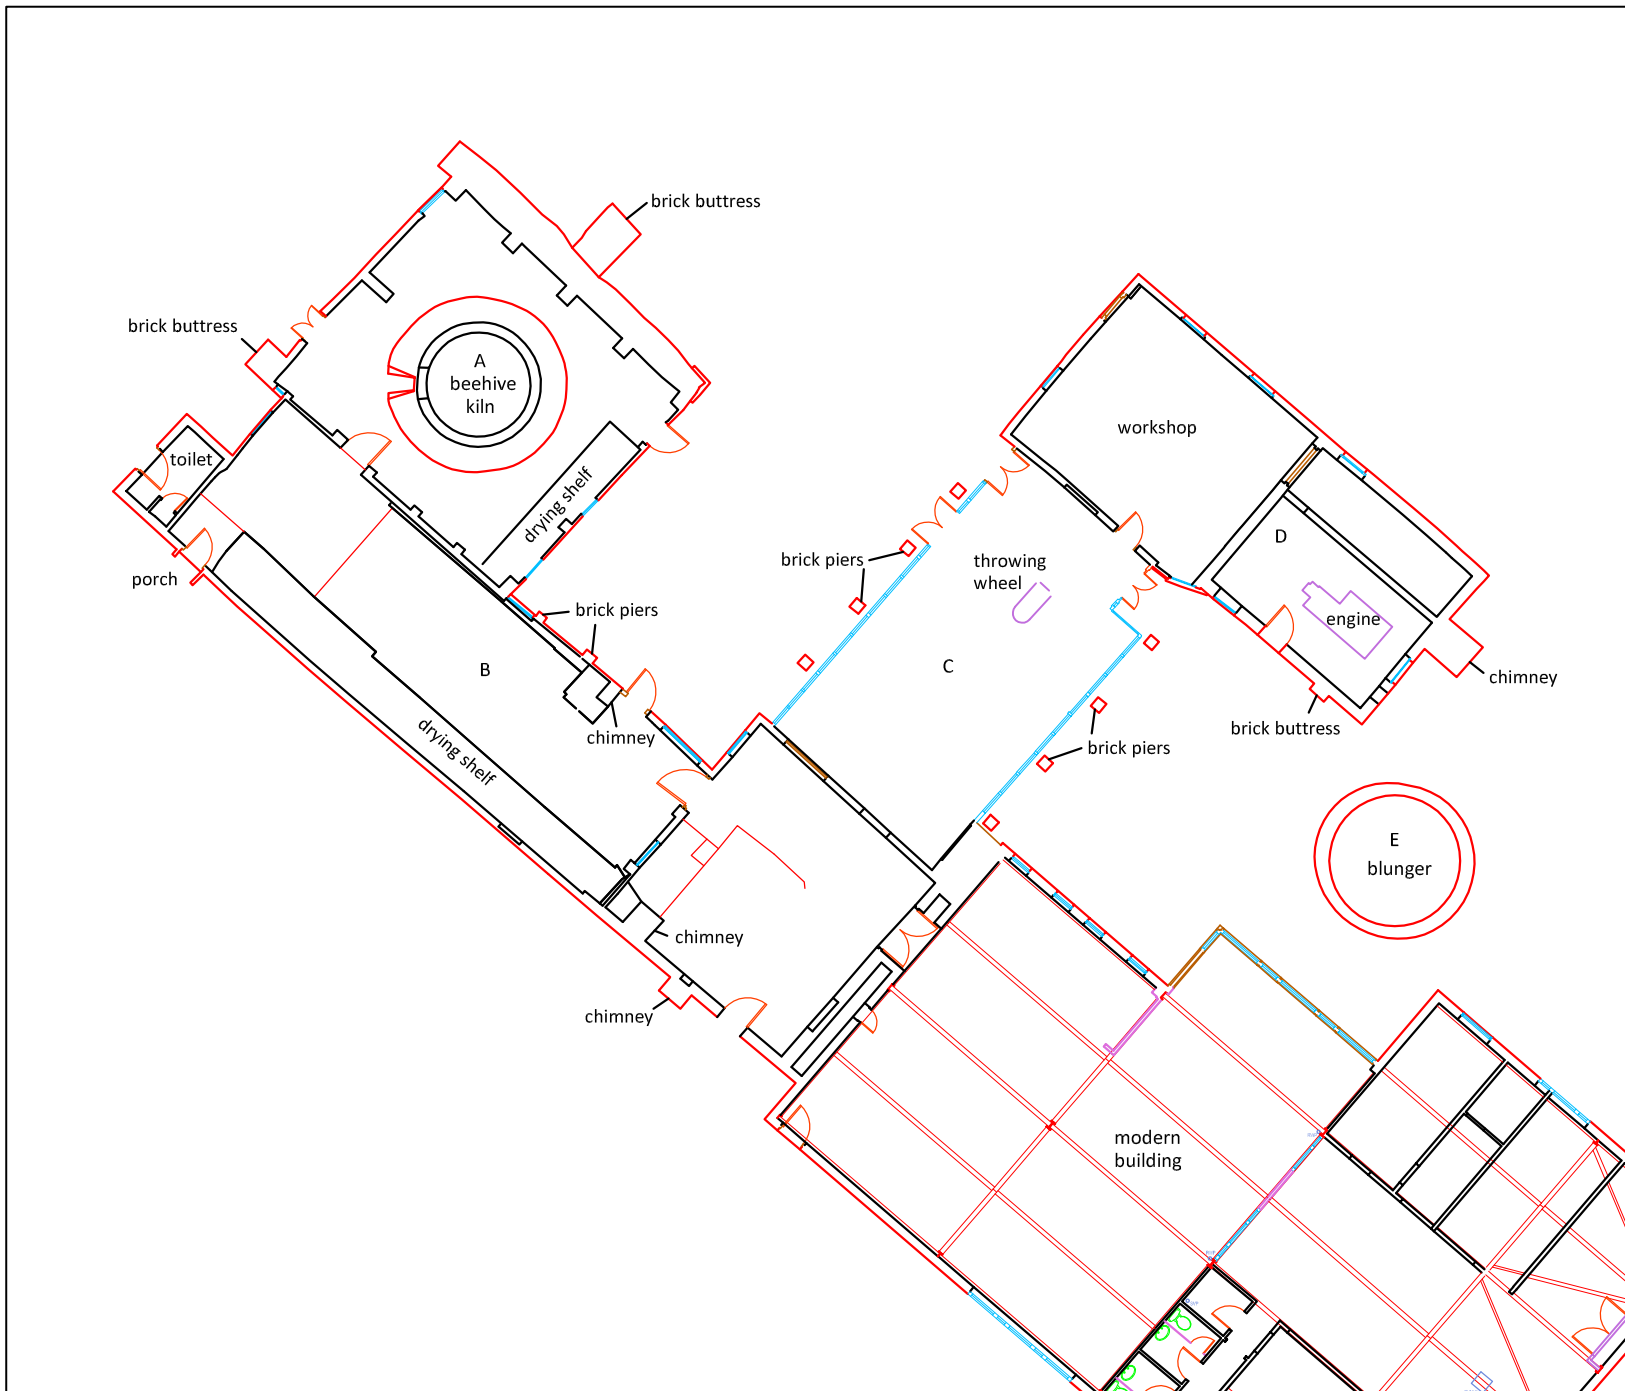 brick buttress
brick buttress
A
beehive
kiln
workshop
toilet
drying shelf
D
brick piers
throwing
wheel
porch
brick piers
engine
B
C
chimney
brick buttress
chimney
drying shelf
brick piers
E
blunger
chimney
chimney
modern
building